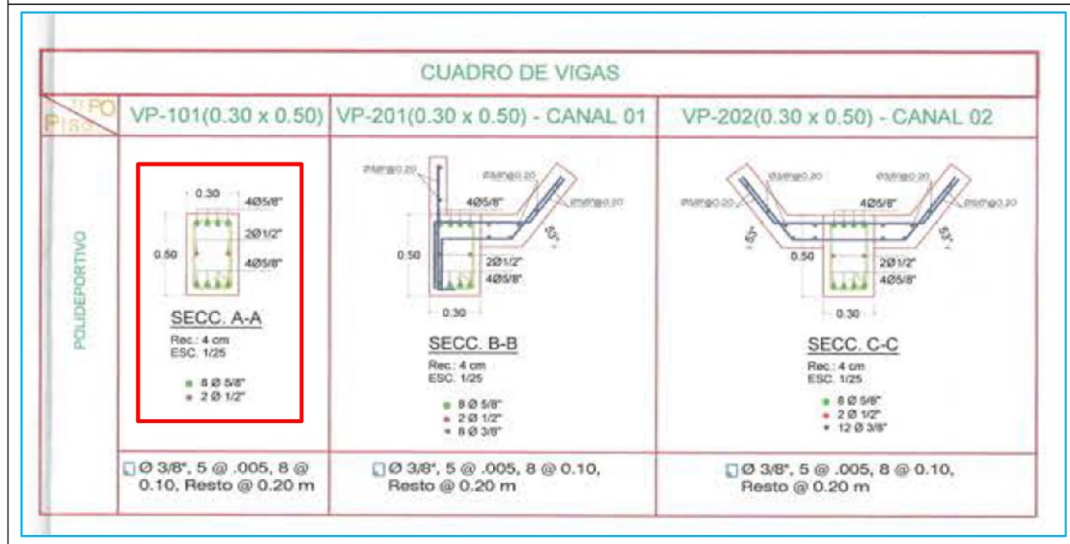 CUADRO DE VIGAS
TIPO
PISO
VP-101(0.30 x 0.50)
VP-201(0.30 x 0.50) - CANAL 01
VP-202(0.30 x 0.50) - CANAL 02
POLIDEPORTIVO
0.30
4Ø5/8"
2Ø1/2"
0.50
4Ø5/8"
SECC. A-A
Rec.: 4 cm
ESC. 1/25
8 Ø 5/8"
2 Ø 1/2"
4Ø5/8"
53°
0.50
2Ø1/2"
4Ø5/8"
0.30
SECC. B-B
Rec.: 4 cm
ESC. 1/25
8 Ø 5/8"
2 Ø 1/2"
8 Ø 3/8"
4Ø5/8"
53°
53°
0.50
2Ø1/2"
4Ø5/8"
0.30
SECC. C-C
Rec.: 4 cm
ESC. 1/25
8 Ø 5/8"
2 Ø 1/2"
12 Ø 3/8"
Ø 3/8", 5 @ .005, 8 @
0.10, Resto @ 0.20 m
Ø 3/8", 5 @ .005, 8 @ 0.10,
Resto @ 0.20 m
Ø 3/8", 5 @ .005, 8 @ 0.10,
Resto @ 0.20 m